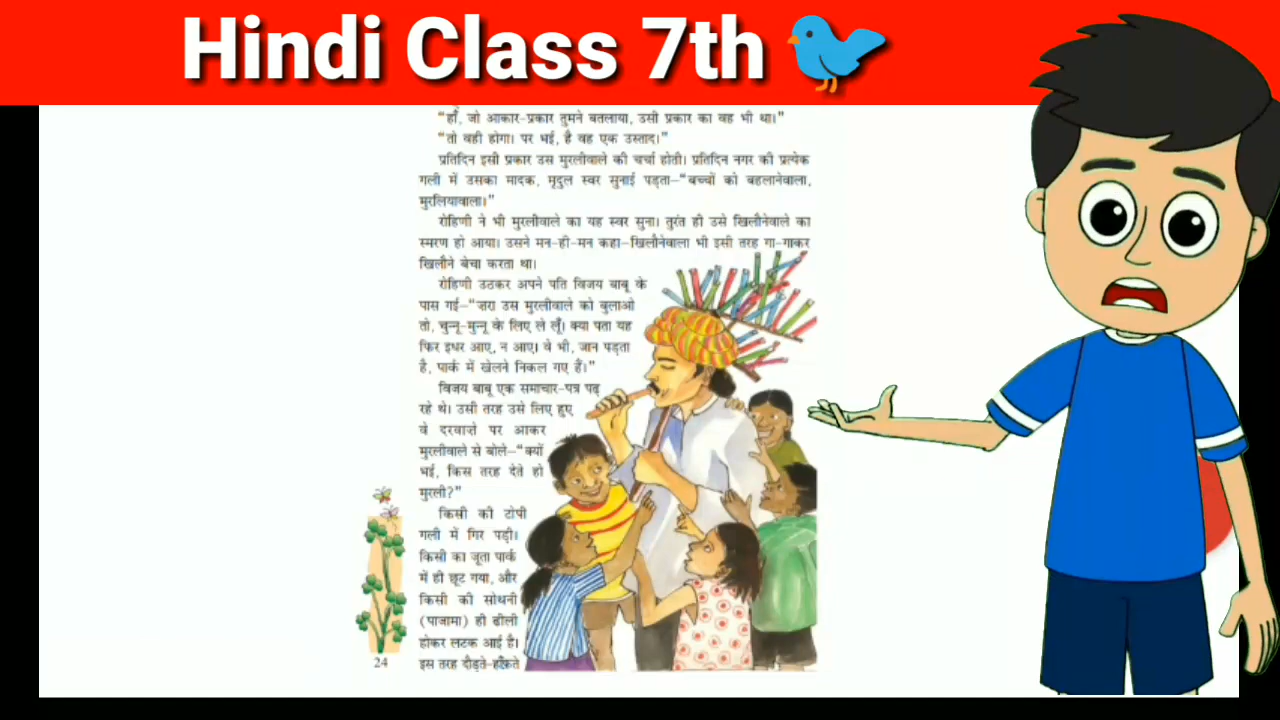 Hindi Class 7th
“हाँ, जो आकार-प्रकार तुमने बतलाया, उसी प्रकार का वह भी था।”
“तो वही होगा। पर भई, है वह एक उस्ताद।”
प्रतिदिन इसी प्रकार उस मुरलीवाले की चर्चा होती। प्रतिदिन नगर की प्रत्येक
गली में उसका मादक, मृदुल स्वर सुनाई पड़ता–“बच्चों को बहलानेवाला,
मुरलियावाला।”
रोहिणी ने भी मुरलीवाले का यह स्वर सुना। तुरंत ही उसे खिलौनेवाले का
स्मरण हो आया। उसने मन-ही-मन कहा–खिलौनेवाला भी इसी तरह गा-गाकर
खिलौने बेचा करता था।
रोहिणी उठकर अपने पति विजय बाबू के
पास गई–“ज़रा उस मुरलीवाले को बुलाओ
तो, चुन्नू-मुन्नू के लिए ले लूँ। क्या पता यह
फिर इधर आए, न आए। वे भी, जान पड़ता
है, पार्क में खेलने निकल गए हैं।”
विजय बाबू एक समाचार-पत्र पढ़
रहे थे। उसी तरह उसे लिए हुए
वे दरवाज़े पर आकर
मुरलीवाले से बोले–“क्यों
भई, किस तरह देते हो
मुरली?”
किसी की टोपी
गली में गिर पड़ी।
किसी का जूता पार्क
में ही छूट गया, और
किसी की सोथनी
(पाजामा) ही ढीली
होकर लटक आई है।
इस तरह दौड़ते-हाँफते
24